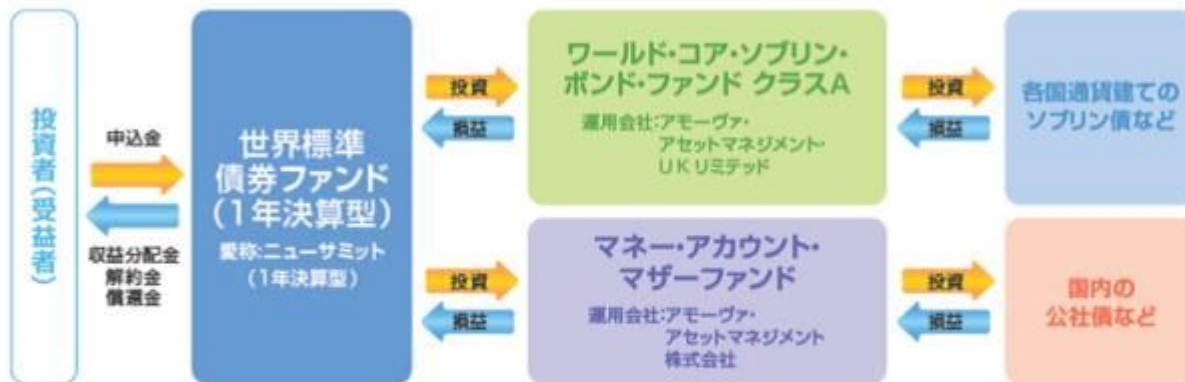 投資者(受益者)
申込金
収益分配金
解約金
償還金
世界標準
債券ファンド
(1年決算型)
愛称:ニューサミット
(1年決算型)
投資
損益
ワールド・コア・ソブリン・
ボンド・ファンド クラスA
運用会社:アモーヴァ・
アセットマネジメント・
UKリミテッド
投資
損益
各国通貨建ての
ソブリン債など
投資
損益
マネー・アカウント・
マザーファンド
運用会社:アモーヴァ・
アセットマネジメント
株式会社
投資
損益
国内の
公社債など